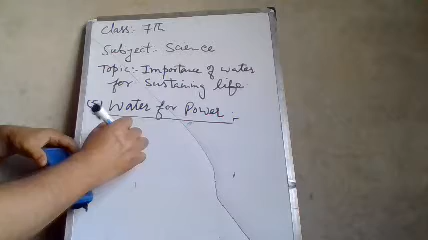 Class:- 7th
Subject:- Science
Topic:- Importance of water
for Sustaining life
Water for Power